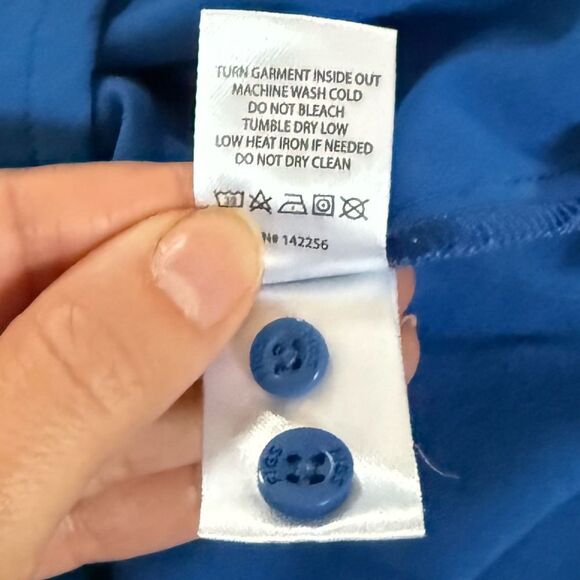 TURN GARMENT INSIDE OUT
MACHINE WASH COLD
DO NOT BLEACH
TUMBLE DRY LOW
LOW HEAT IRON IF NEEDED
DO NOT DRY CLEAN
30
№ 142256
FIGS FIGS